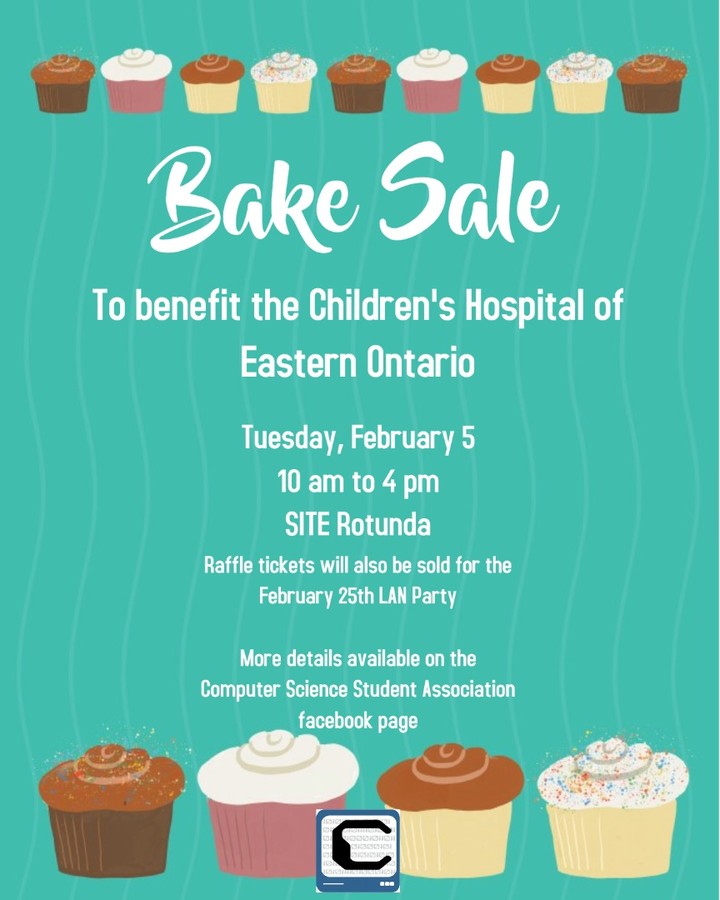 Bake Sale
To benefit the Children's Hospital of
Eastern Ontario
Tuesday, February 5
10 am to 4 pm
SITE Rotunda
Raffle tickets will also be sold for the
February 25th LAN Party
More details available on the
Computer Science Student Association
facebook page
C